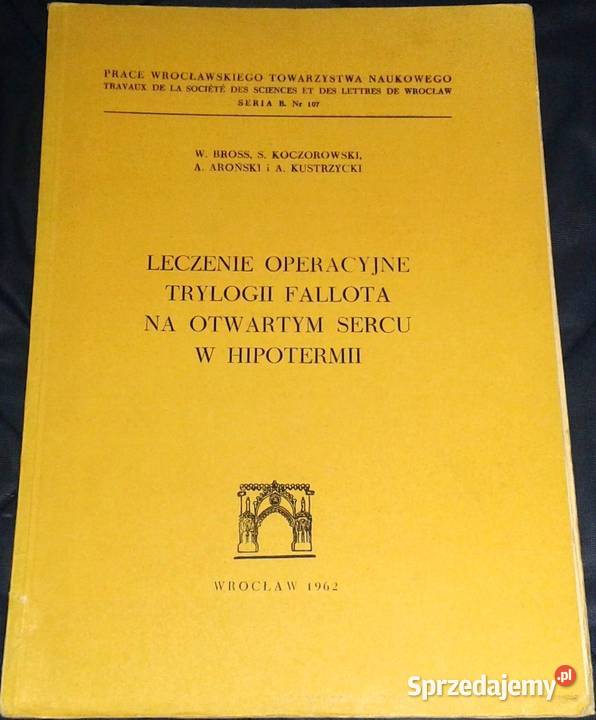 PRACE WROCŁAWSKIEGO TOWARZYSTWA NAUKOWEGO
TRAVAUX DE LA SOCIÉTÉ DES SCIENCES ET DES LETTRES DE WROCŁAW
SERIA B. Nr 107
W. BROSS, S. KOCZOROWSKI,
A. AROŃSKI i A. KUSTRZYCKI
LECZENIE OPERACYJNE
TRYLOGII FALLOTA
NA OTWARTYM SERCU
W HIPOTERMII
WROCŁAW 1962
Sprzedajemy.pl